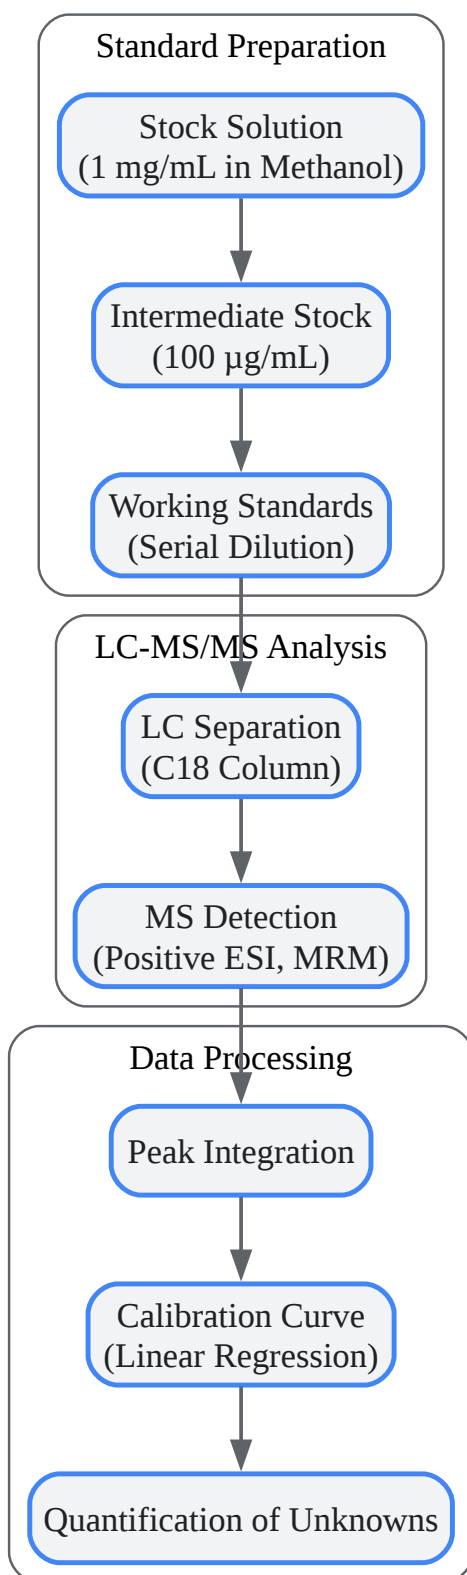 Standard Preparation
Stock Solution
(1 mg/mL in Methanol)
Intermediate Stock
(100 µg/mL)
Working Standards
(Serial Dilution)
LC-MS/MS Analysis
LC Separation
(C18 Column)
MS Detection
(Positive ESI, MRM)
Data Processing
Peak Integration
Calibration Curve
(Linear Regression)
Quantification of Unknowns